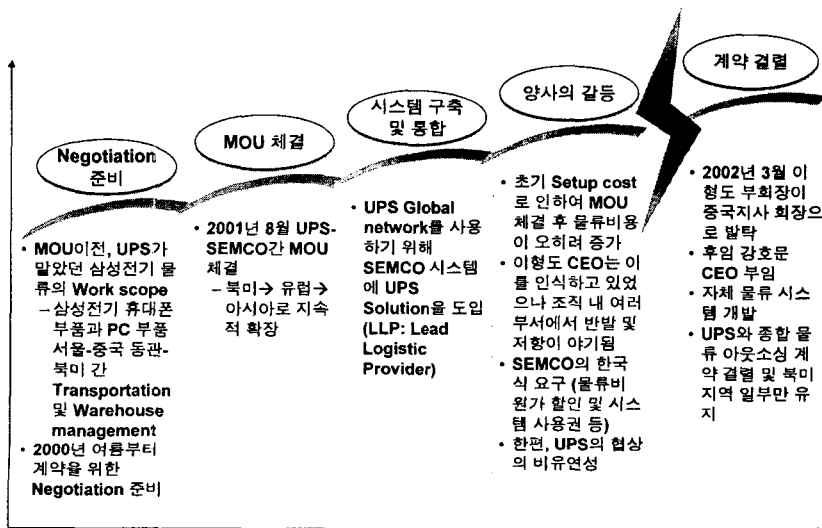 Negotiation
준비
• MOU이전, UPS가
맡았던 삼성전기 물
류의 Work scope
– 삼성전기 휴대폰
부품과 PC 부품
서울-중국 동관-
북미 간
Transportation
및 Warehouse
management
• 2000년 여름부터
계약을 위한
Negotiation 준비
MOU 체결
• 2001년 8월 UPS-
SEMCO간 MOU
체결
– 북미→ 유럽→
아시아로 지속
적 확장
시스템 구축
및 통합
• UPS Global
network를 사용
하기 위해
SEMCO 시스템
에 UPS
Solution을 도입
(LLP: Lead
Logistic
Provider)
양사의 갈등
• 초기 Setup cost
로 인하여 MOU
체결 후 물류비용
이 오히려 증가
• 이형도 CEO는 이
를 인식하고 있었
으나 조직 내 여러
부서에서 반발 및
저항이 야기됨
• SEMCO의 한국
식 요구 (물류비
원가 할인 및 시스
템 사용권 등)
• 한편, UPS의 협상
의 비유연성
계약 결렬
• 2002년 3월 이
형도 부회장이
중국지사 회장으
로 발탁
• 후임 강호문
CEO 부임
• 자체 물류 시스
템 개발
• UPS와 종합 물
류 아웃소싱 계
약 결렬 및 북미
지역 일부만 유
지